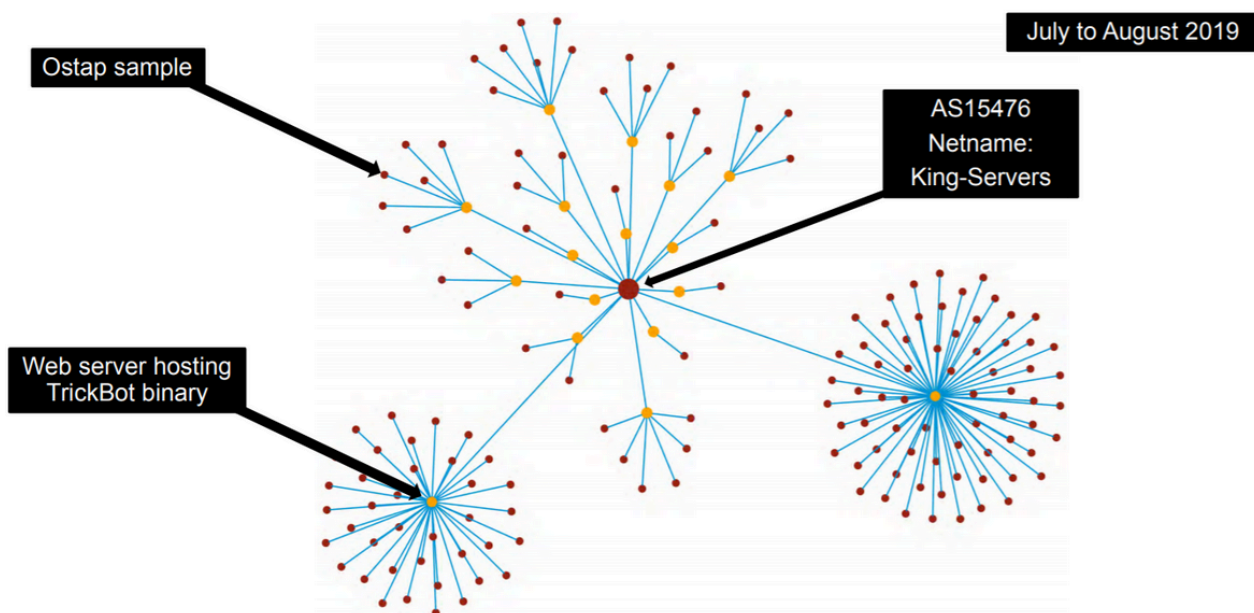 July to August 2019
Ostap sample
AS15476
Netname:
King-Servers
Web server hosting
TrickBot binary